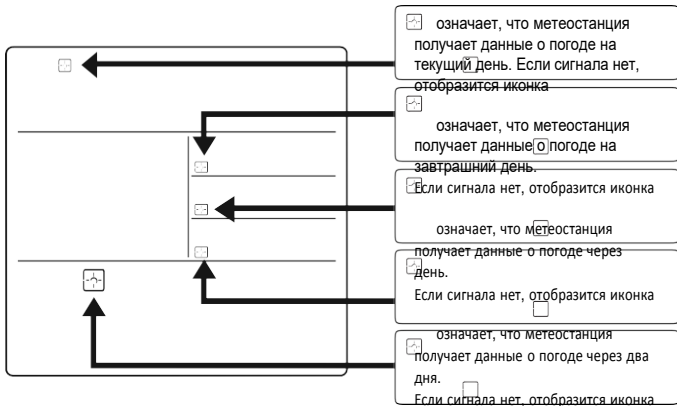 означает, что метеостанция
получает данные о погоде на
текущий день. Если сигнала нет,
отобразится иконка
означает, что метеостанция
получает данные о погоде на
завтрашний день.
Если сигнала нет, отобразится иконка
означает, что метеостанция
получает данные о погоде через
день.
Если сигнала нет, отобразится иконка
означает, что метеостанция
получает данные о погоде через два
дня.
Если сигнала нет, отобразится иконка